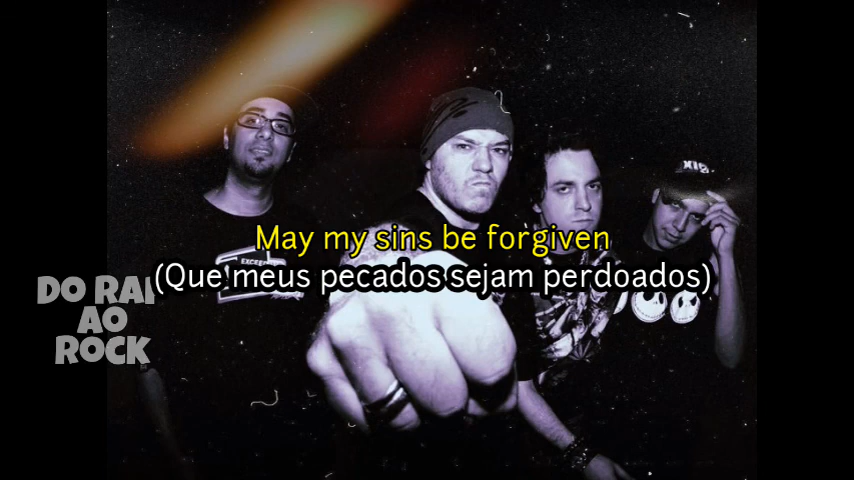 May my sins be forgiven
(Que meus pecados sejam perdoados)
DO RAP
AO
ROCK